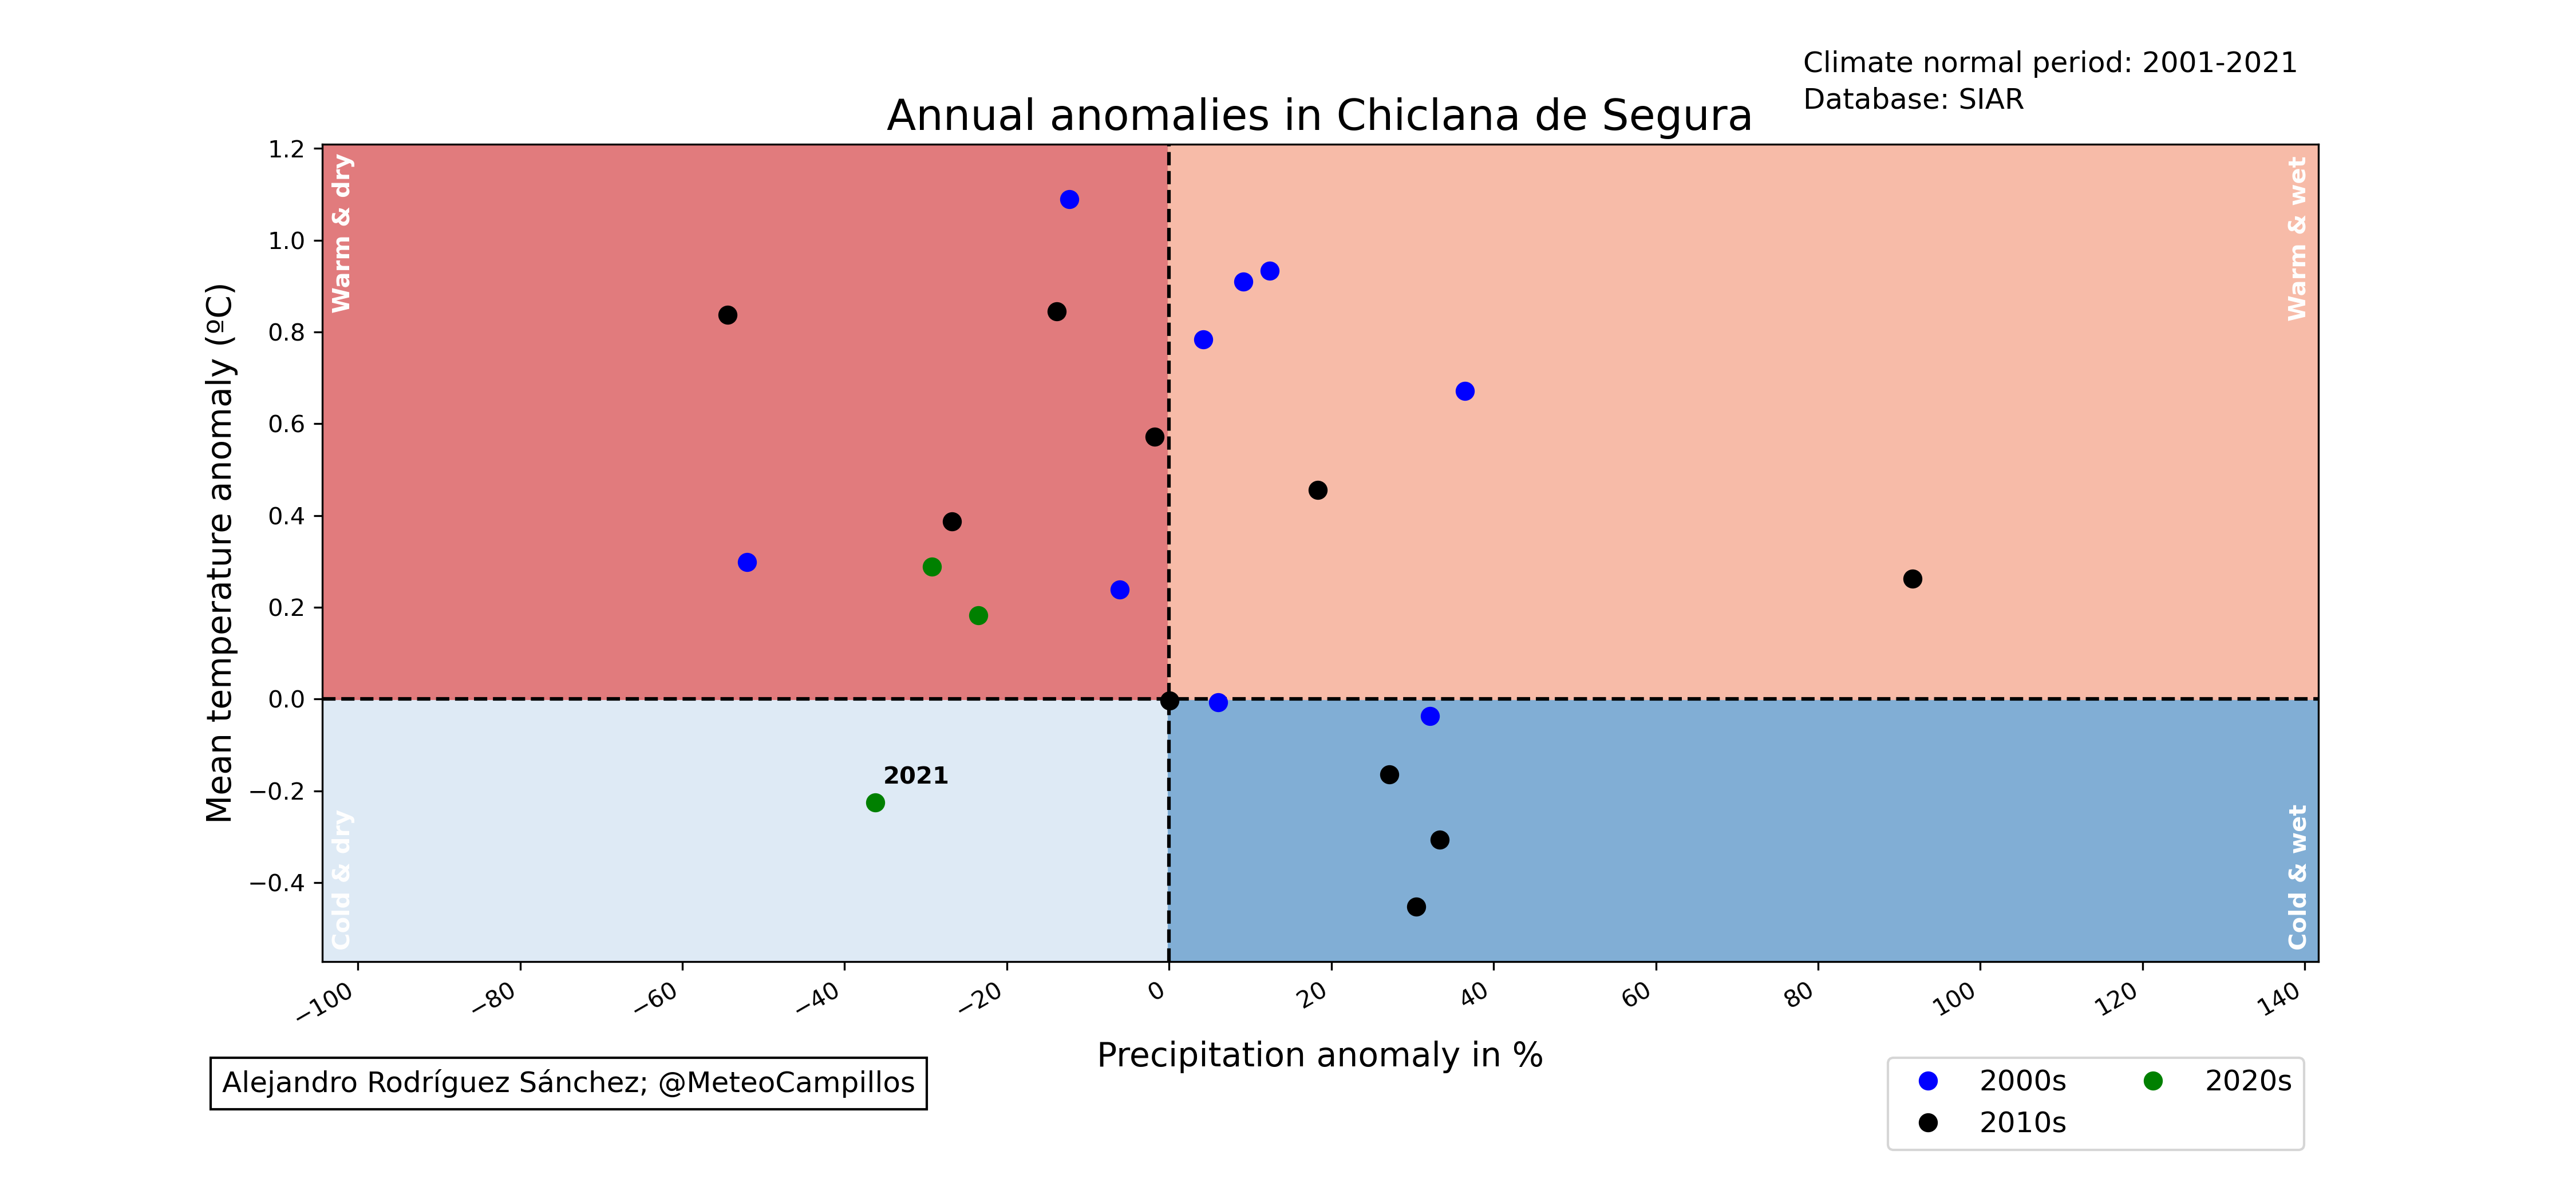 Climate normal period: 2001-2021
Database: SIAR
Annual anomalies in Chiclana de Segura
Mean temperature anomaly (ºC)
1.2
1.0
0.8
0.6
0.4
0.2
0.0
−0.2
−0.4
Warm & dry
Warm & wet
2021
Cold & dry
Cold & wet
−100 −80 −60 −40 −20 0 20 40 60 80 100 120 140
Precipitation anomaly in %
Alejandro Rodríguez Sánchez; @MeteoCampillos
2000s 2020s
2010s